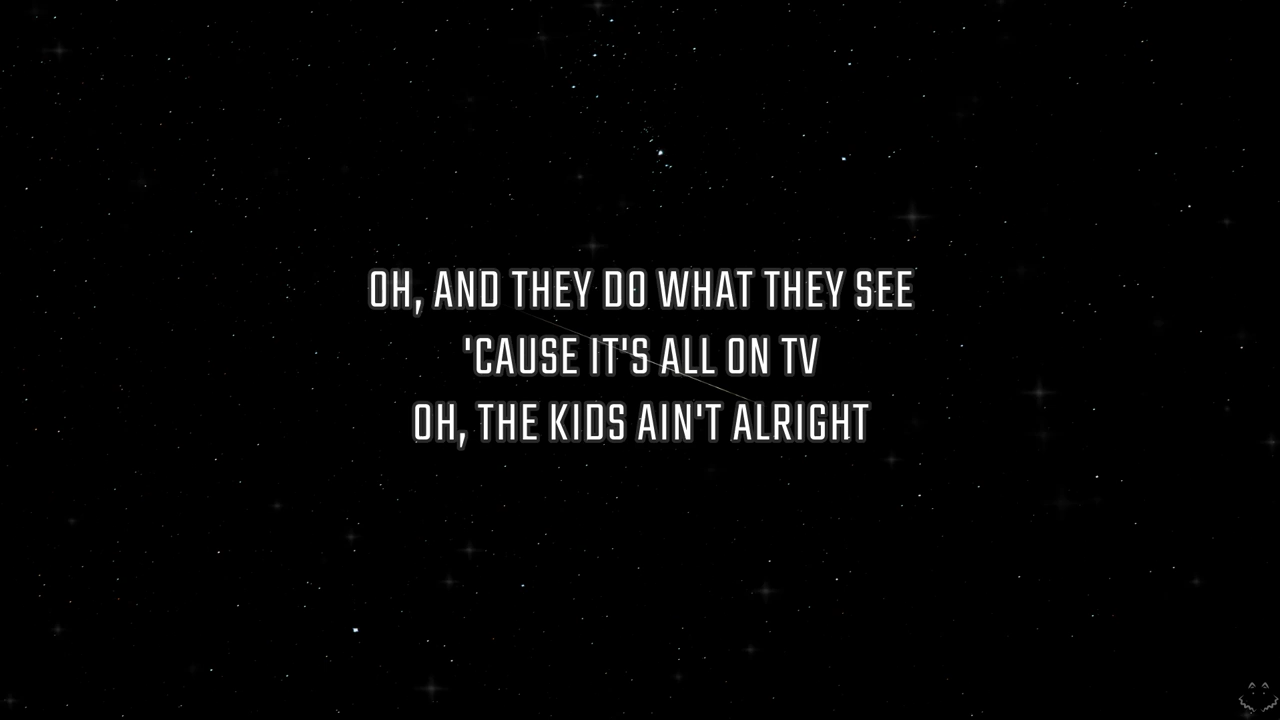 OH, AND THEY DO WHAT THEY SEE
'CAUSE IT'S ALL ON TV
OH, THE KIDS AIN'T ALRIGHT